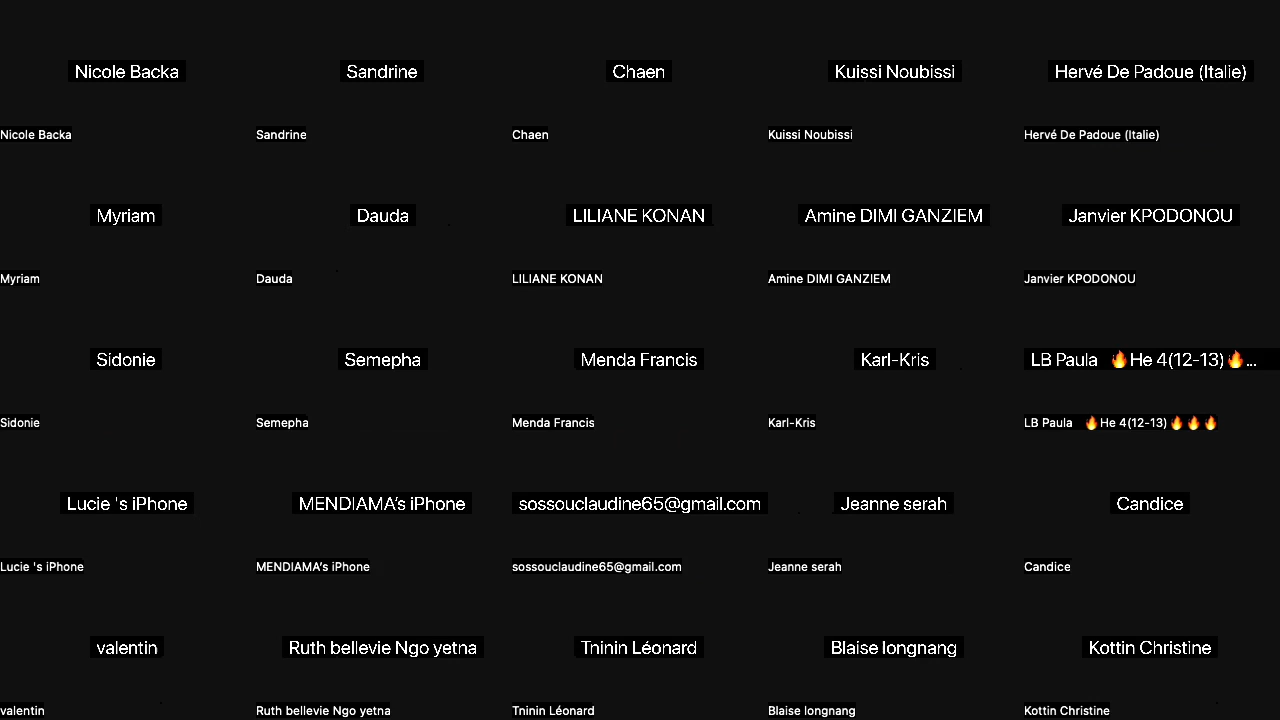 Nicole Backa
Sandrine
Chaen
Kuissi Noubissi
Hervé De Padoue (Italie)
Nicole Backa
Sandrine
Chaen
Kuissi Noubissi
Hervé De Padoue (Italie)
Myriam
Dauda
LILIANE KONAN
Amine DIMI GANZIEM
Janvier KPODONOU
Myriam
Dauda
LILIANE KONAN
Amine DIMI GANZIEM
Janvier KPODONOU
Sidonie
Semepha
Menda Francis
Karl-Kris
LB Paula 🔥He 4(12-13)🔥...
Sidonie
Semepha
Menda Francis
Karl-Kris
LB Paula 🔥He 4(12-13)🔥🔥🔥
Lucie 's iPhone
MENDIAMA’s iPhone
sossouclaudine65@gmail.com
Jeanne serah
Candice
Lucie 's iPhone
MENDIAMA’s iPhone
sossouclaudine65@gmail.com
Jeanne serah
Candice
valentin
Ruth bellevie Ngo yetna
Tninin Léonard
Blaise longnang
Kottin Christine
valentin
Ruth bellevie Ngo yetna
Tninin Léonard
Blaise longnang
Kottin Christine